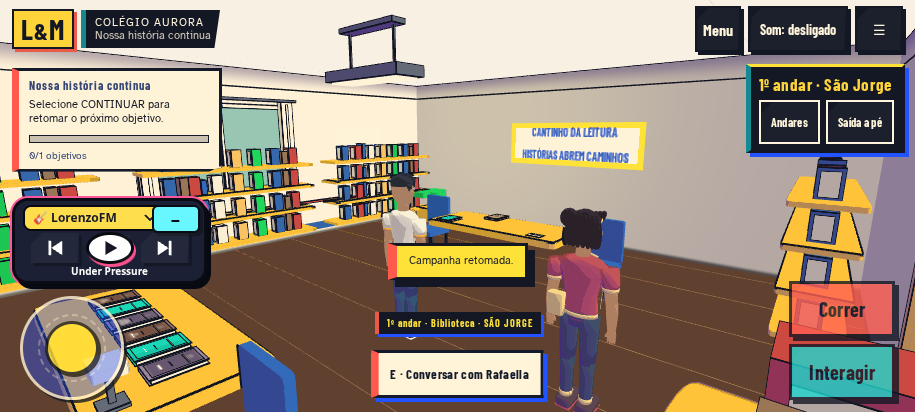 L&M
COLÉGIO AURORA
Nossa história continua
Menu
Som: desligado
☰
Nossa história continua
Selecione CONTINUAR para
retomar o próximo objetivo.
0/1 objetivos
1º andar · São Jorge
Andares
Saída a pé
CANTINHO DA LEITURA
HISTÓRIAS ABREM CAMINHOS
🎸 LorenzoFM
–
Under Pressure
Campanha retomada.
1º andar · Biblioteca · SÃO JORGE
E · Conversar com Rafaella
Correr
Interagir